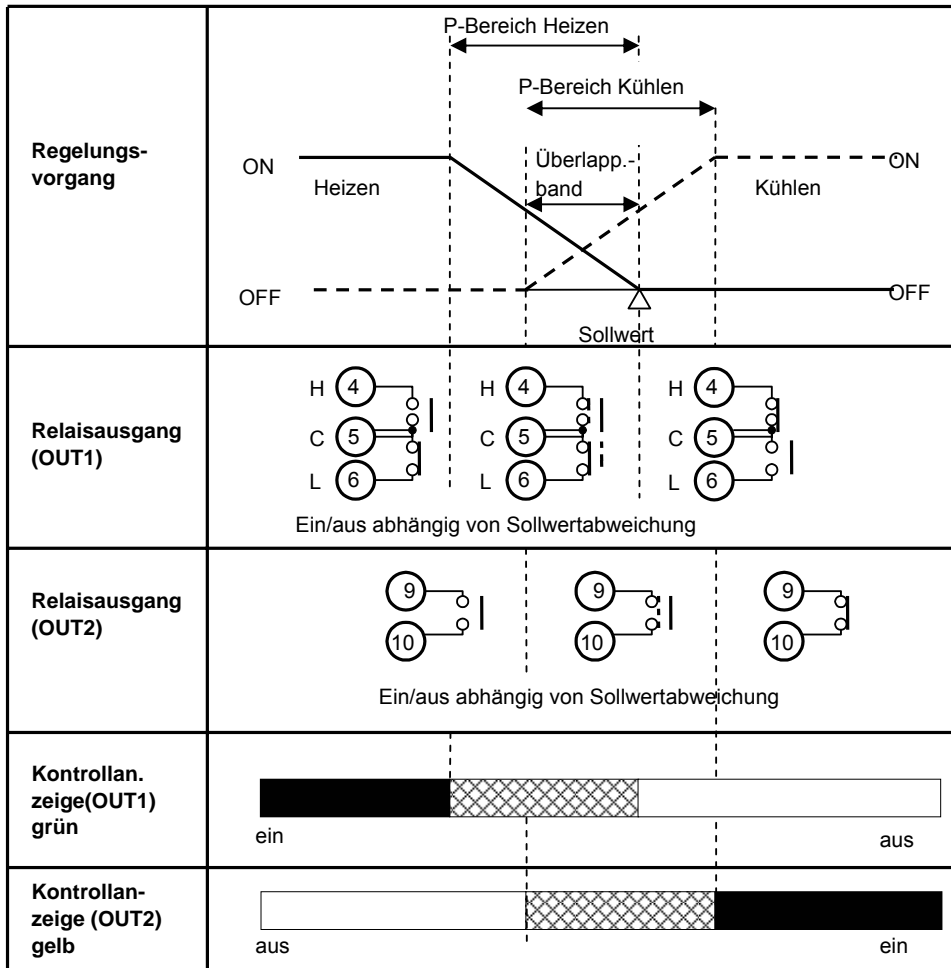 P-Bereich Heizen
P-Bereich Kühlen
Regelungs-
vorgang
ON
Heizen
Überlapp.-
band
Kühlen
ON
OFF
OFF
Sollwert
Relaisausgang
(OUT1)
H 4
C 5
L 6
H 4
C 5
L 6
H 4
C 5
L 6
Ein/aus abhängig von Sollwertabweichung
Relaisausgang
(OUT2)
9
10
9
10
9
10
Ein/aus abhängig von Sollwertabweichung
Kontrollan.
zeige(OUT1)
grün
ein
aus
Kontrollan-
zeige (OUT2)
gelb
aus
ein